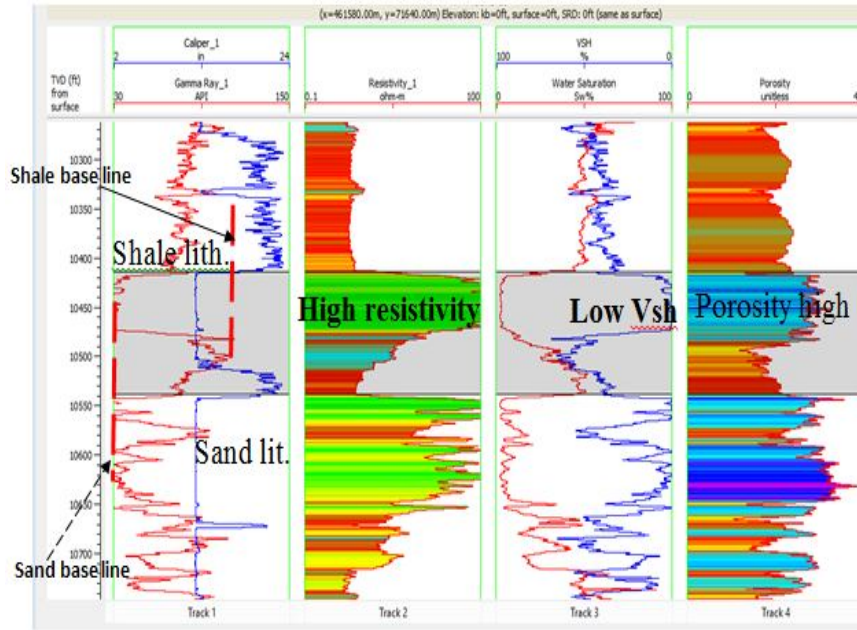 (x=461580.00m, y=71640.00m) Elevation: kb=0ft, surface=0ft, SRD: 0ft (same as surface)
TVD (ft)
from
surface
Caliper_1
2 in 24
Gamma Ray_1
30 API 150
Resistivity_1
0.1 ohm-m 100
VSH
100 % 0
Water Saturation
0 Sw% 100
Porosity
0 unitless 4
10300
Shale base line
10350
10400
Shale lith.
10450
High resistivity
Low Vsh
Porosity high
10500
10550
10600
Sand lit.
10650
10700
Sand base line
Track 1
Track 2
Track 3
Track 4